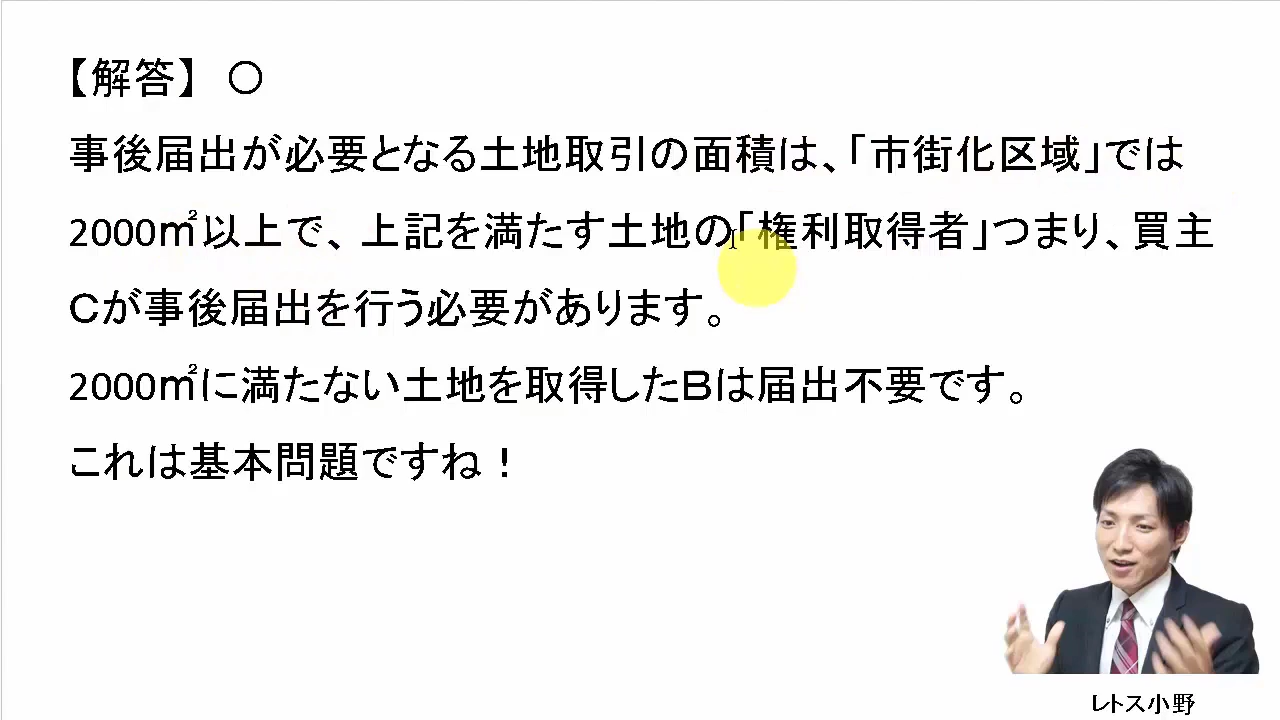 【解答】 ○
事後届出が必要となる土地取引の面積は、「市街化区域」では
2000㎡以上で、上記を満たす土地の「権利取得者」つまり、買主
Cが事後届出を行う必要があります。
2000㎡に満たない土地を取得したBは届出不要です。
これは基本問題ですね！
レトス小野